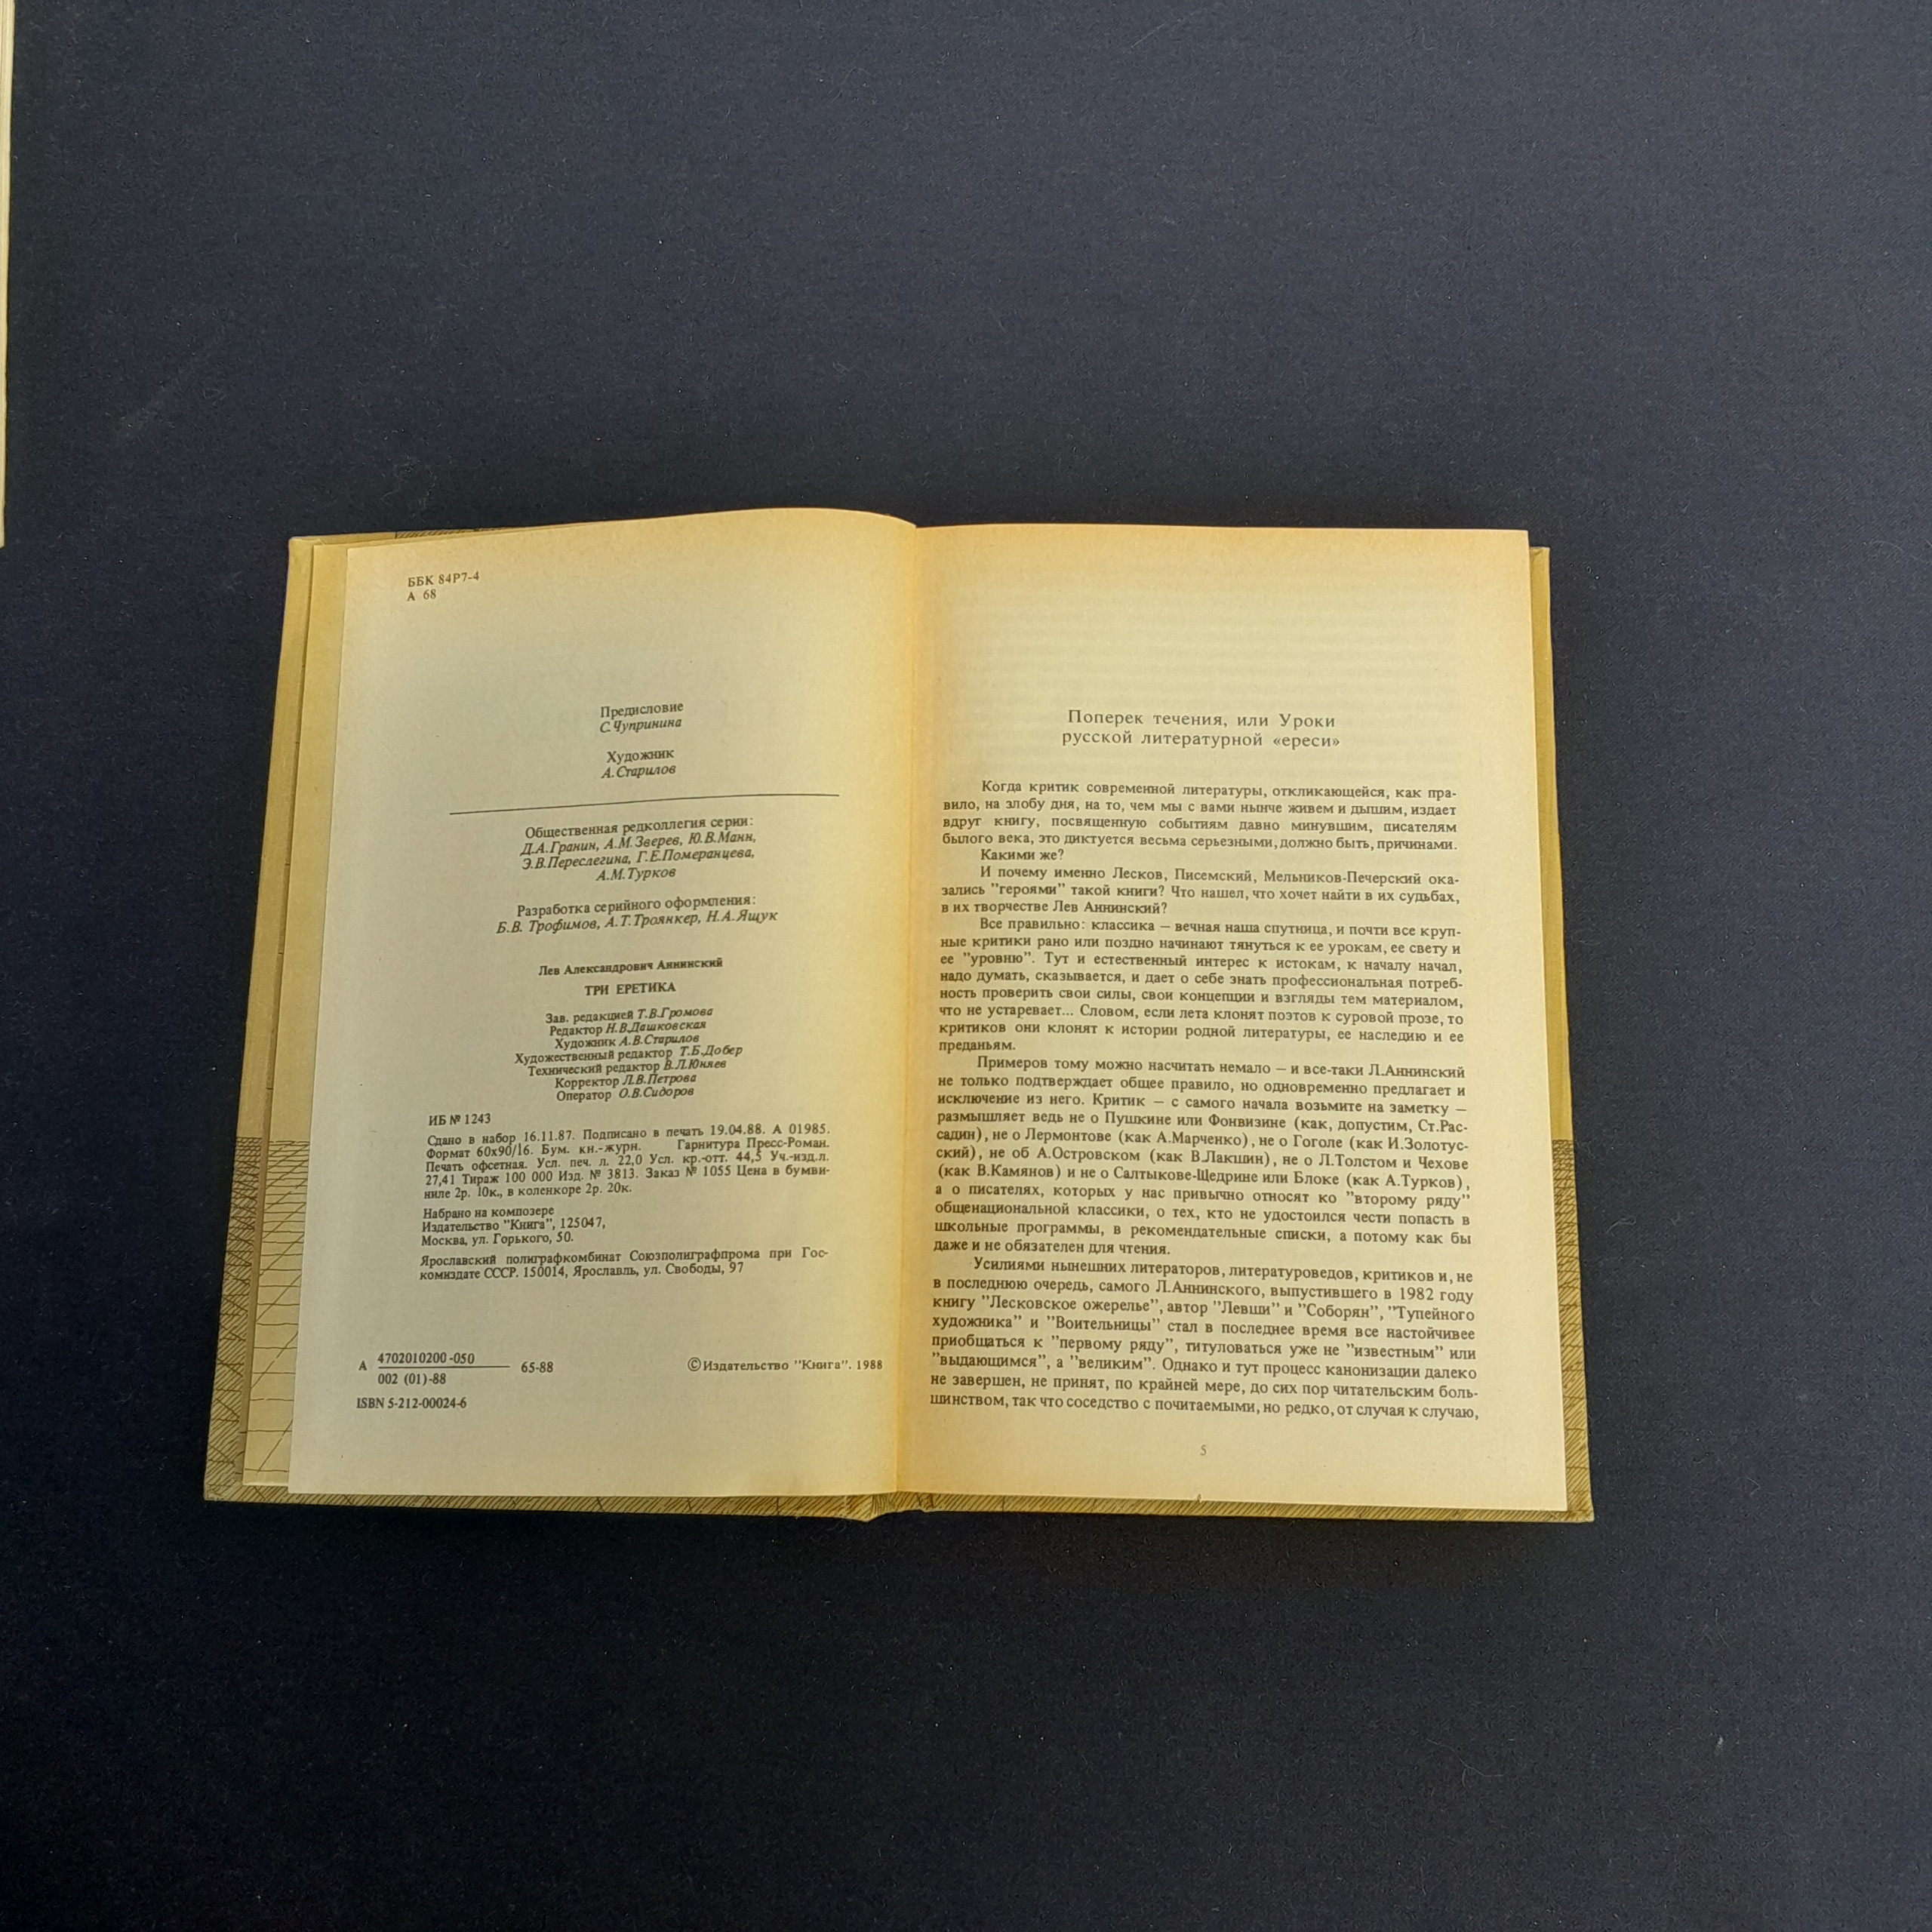 ББК 84Р7-4
А 68
Предисловие
С.Чупринина
Художник
А.Старилов
Общественная редколлегия серии:
Д.А.Гранин, А.М.Зверев, Ю.В.Манн,
Э.В.Переслегина, Г.Е.Померанцева,
А.М.Турков
Разработка серийного оформления:
Б.В. Трофимов, А.Т.Троянкер, Н.А.Ящук
Лев Александрович Аннинский
ТРИ ЕРЕТИКА
Зав. редакцией Т.В.Громова
Редактор Н.В.Дашковская
Художник А.В.Старилов
Художественный редактор Т.Б.Добер
Технический редактор В.Л.Юняев
Корректор Л.В.Петрова
Оператор О.В.Сидоров
ИБ № 1243
Сдано в набор 16.11.87. Подписано в печать 19.04.88. А 01985.
Формат 60х90/16. Бум. кн.-журн. Гарнитура Пресс-Роман.
Печать офсетная. Усл. печ. л. 22,0 Усл. кр.-отт. 44,5 Уч.-изд.л.
27,41 Тираж 100 000 Изд. № 3813. Заказ № 1055 Цена в бумви-
ниле 2р. 10к., в коленкоре 2р. 20к.
Набрано на композере
Издательство "Книга", 125047,
Москва, ул. Горького, 50.
Ярославский полиграфкомбинат Союзполиграфпрома при Гос-
комиздате СССР. 150014, Ярославль, ул. Свободы, 97
А 4702010200-050 65-88
002 (01)-88
©Издательство "Книга". 1988
ISBN 5-212-00024-6
Поперек течения, или Уроки
русской литературной «ереси»
Когда критик современной литературы, откликающейся, как пра-
вило, на злобу дня, на то, чем мы с вами нынче живем и дышим, издает
вдруг книгу, посвященную событиям давно минувшим, писателям
былого века, это диктуется весьма серьезными, должно быть, причинами.
Какими же?
И почему именно Лесков, Писемский, Мельников-Печерский ока-
зались "героями" такой книги? Что нашел, что хочет найти в их судьбах,
в их творчестве Лев Аннинский?
Все правильно: классика — вечная наша спутница, и почти все круп-
ные критики рано или поздно начинают тянуться к ее урокам, ее свету и
ее "уровню". Тут и естественный интерес к истокам, к началу начал,
надо думать, сказывается, и дает о себе знать профессиональная потреб-
ность проверить свои силы, свои концепции и взгляды тем материалом,
что не устаревает... Словом, если лета клонят поэтов к суровой прозе, то
критиков они клонят к истории родной литературы, ее наследию и ее
преданьям.
Примеров тому можно насчитать немало — и все-таки Л.Аннинский
не только подтверждает общее правило, но одновременно предлагает и
исключение из него. Критик — с самого начала возьмите на заметку —
размышляет ведь не о Пушкине или Фонвизине (как, допустим, Ст.Рас-
садин), не о Лермонтове (как А.Марченко), не о Гоголе (как И.Золотус-
ский), не об А.Островском (как В.Лакшин), не о Л.Толстом и Чехове
(как В.Камянов) и не о Салтыкове-Щедрине или Блоке (как А.Турков),
а о писателях, которых у нас привычно относят ко "второму ряду"
общенациональной классики, о тех, кто не удостоился чести попасть в
школьные программы, в рекомендательные списки, а потому как бы
даже и не обязателен для чтения.
Усилиями нынешних литераторов, литературоведов, критиков и, не
в последнюю очередь, самого Л.Аннинского, выпустившего в 1982 году
книгу "Лесковское ожерелье", автор "Левши" и "Соборян", "Тупейного
художника" и "Воительницы" стал в последнее время все настойчивее
приобщаться к "первому ряду", титуловаться уже не "известным" или
"выдающимся", а "великим". Однако и тут процесс канонизации далеко
не завершен, не принят, по крайней мере, до сих пор читательским боль-
шинством, так что соседство с почитаемыми, но редко, от случая к случаю,
5